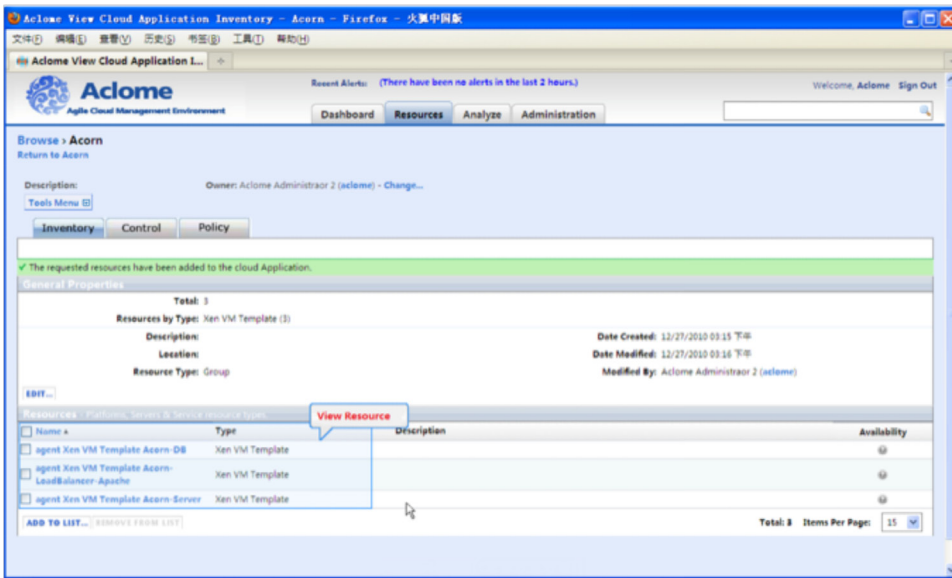 Aclome View Cloud Application Inventory - Acorn - Firefox - 火狐中国版
文件(F) 编辑(E) 查看(V) 历史(S) 书签(B) 工具(T) 帮助(H)
Aclome View Cloud Application I...
Aclome
Agile Cloud Management Environment
Recent Alerts: (There have been no alerts in the last 2 hours.)
Welcome, Aclome Sign Out
Dashboard Resources Analyze Administration
Browse › Acorn
Return to Acorn
Description: Owner: Aclome Administraor 2 (aclome) - Change...
Tools Menu
Inventory Control Policy
The requested resources have been added to the cloud Application.
General Properties
Total: 3
Resources by Type: Xen VM Template (3)
Description: Date Created: 12/27/2010 03:15 下午
Location: Date Modified: 12/27/2010 03:16 下午
Resource Type: Group Modified By: Aclome Administraor 2 (aclome)
EDIT...
Resources - Platforms, Servers & Service resource types
View Resource
Name Type Description Availability
agent Xen VM Template Acorn-DB Xen VM Template
agent Xen VM Template Acorn-
LoadBalancer-Apache Xen VM Template
agent Xen VM Template Acorn-Server Xen VM Template
ADD TO LIST... REMOVE FROM LIST Total: 3 Items Per Page: 15